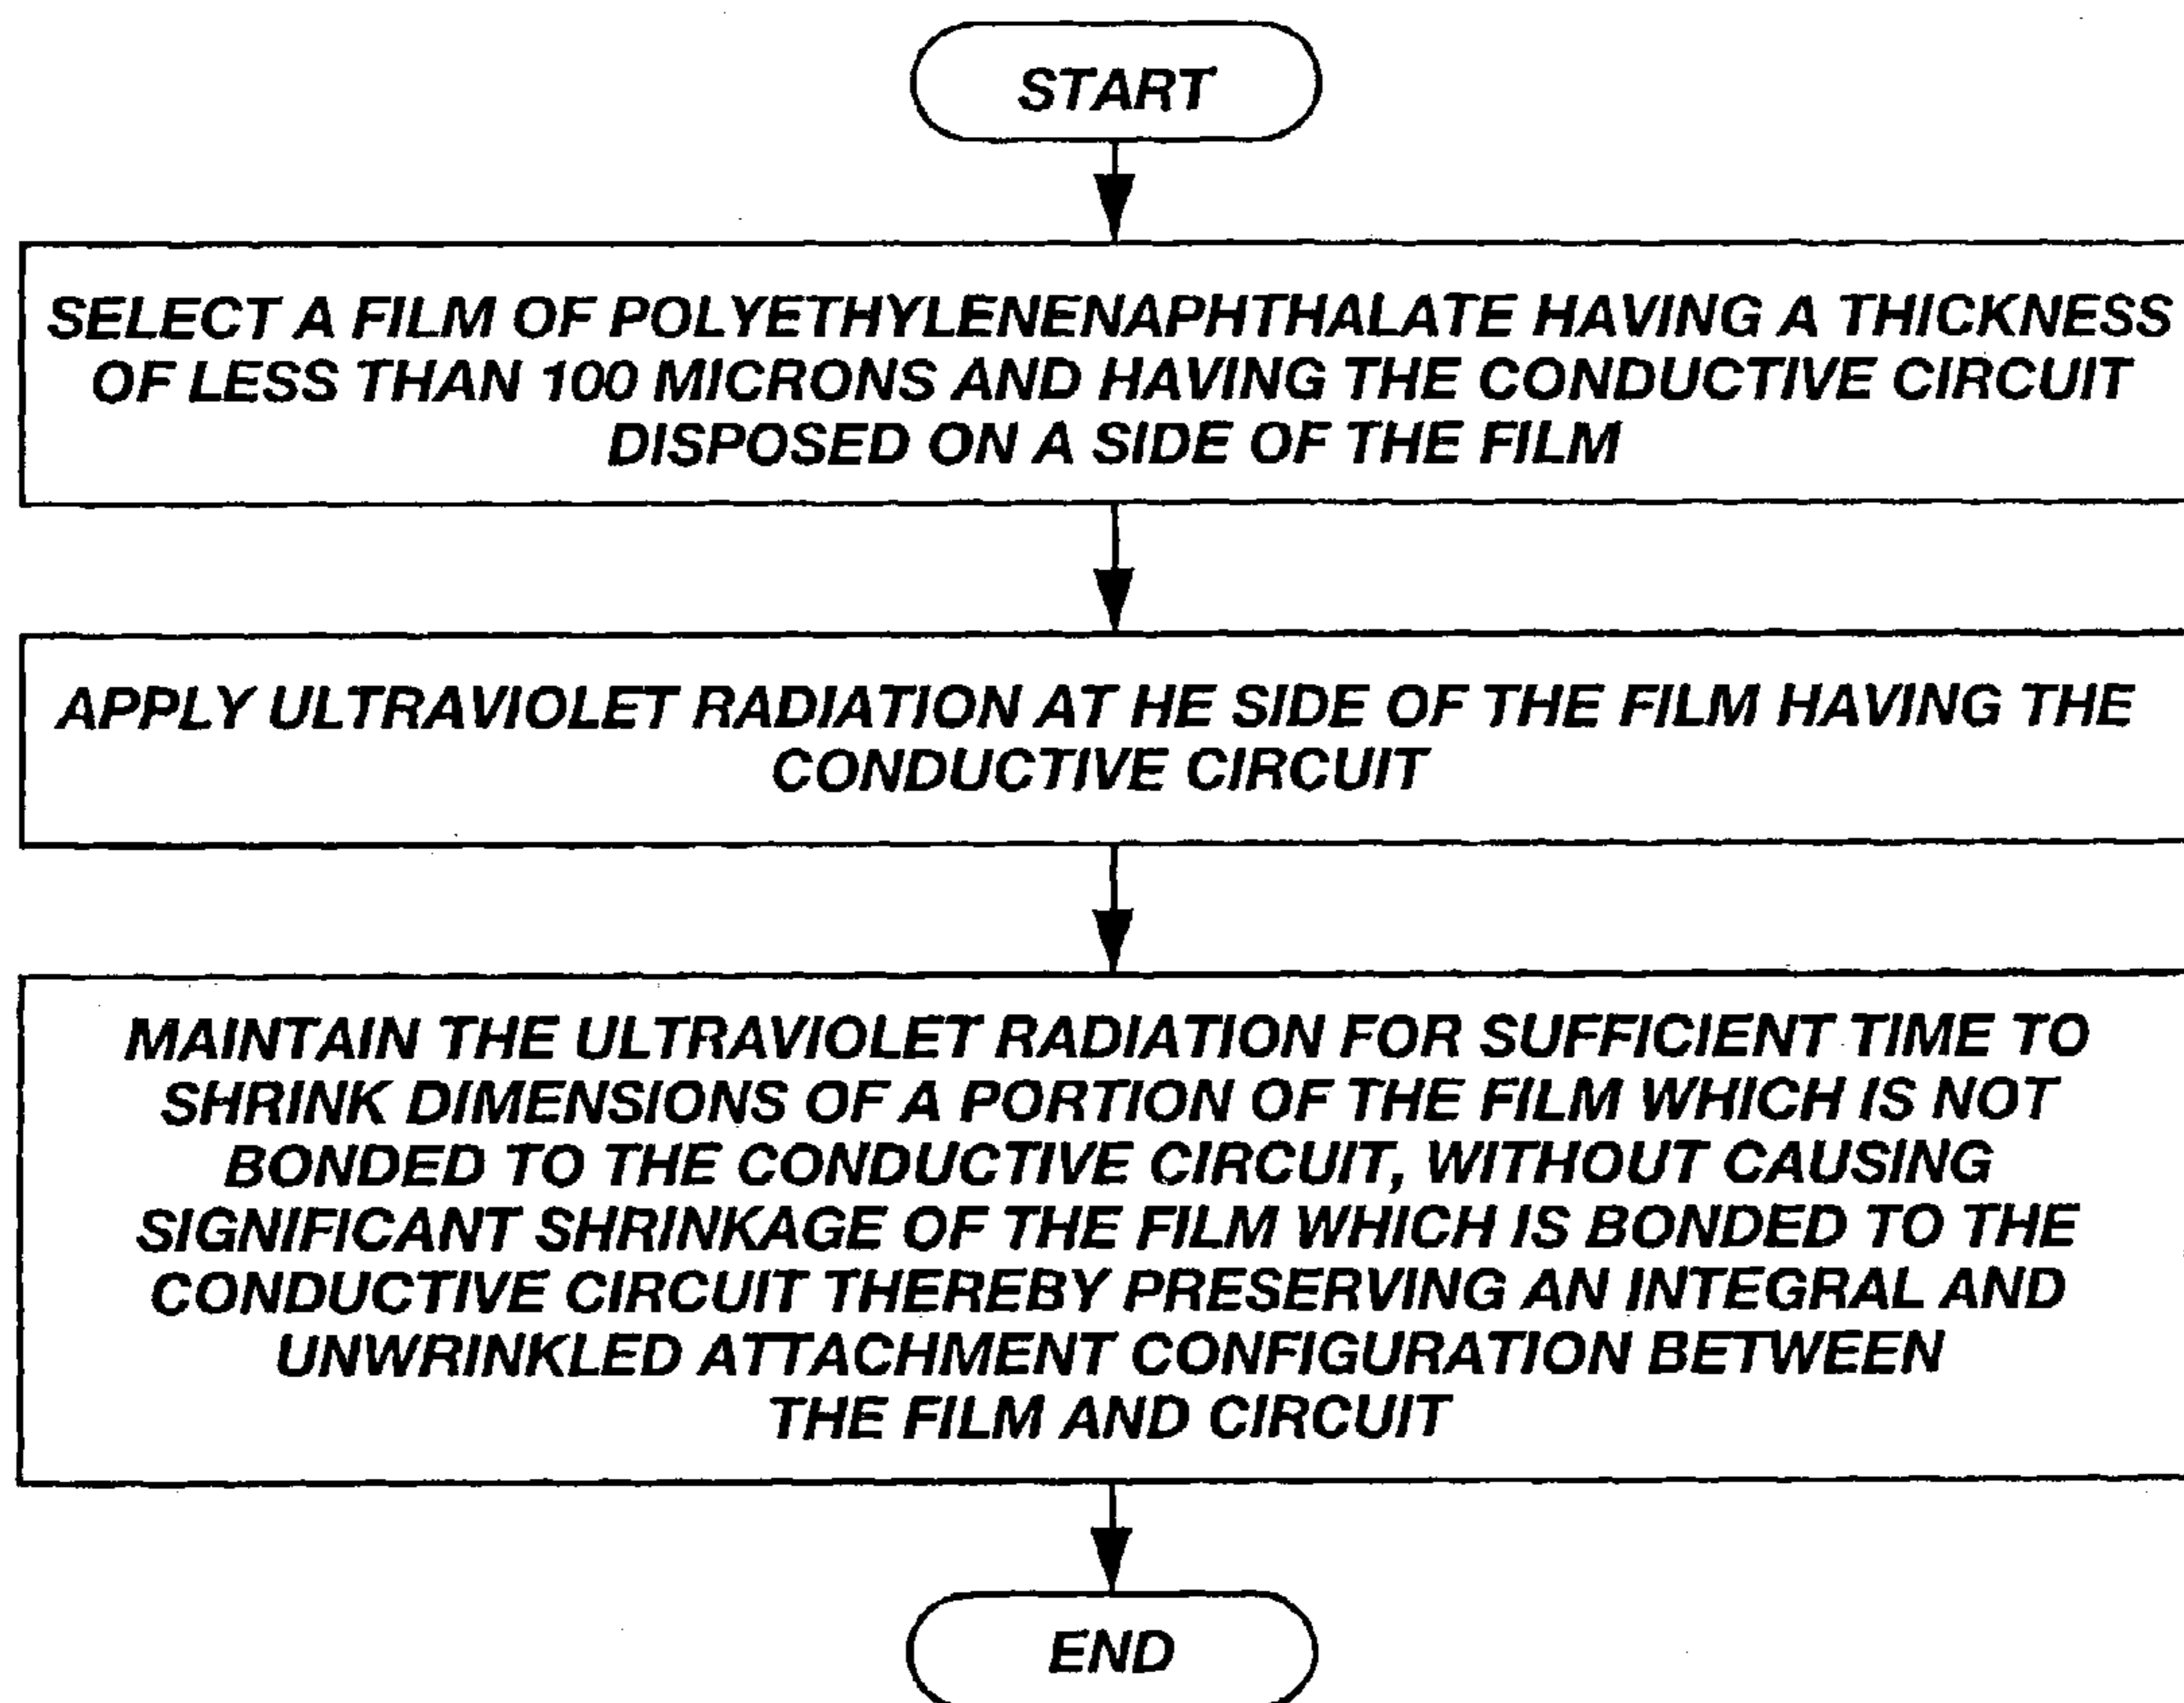 START
SELECT A FILM OF POLYETHYLENENAPHTHALATE HAVING A THICKNESS
OF LESS THAN 100 MICRONS AND HAVING THE CONDUCTIVE CIRCUIT
DISPOSED ON A SIDE OF THE FILM
APPLY ULTRAVIOLET RADIATION AT HE SIDE OF THE FILM HAVING THE
CONDUCTIVE CIRCUIT
MAINTAIN THE ULTRAVIOLET RADIATION FOR SUFFICIENT TIME TO
SHRINK DIMENSIONS OF A PORTION OF THE FILM WHICH IS NOT
BONDED TO THE CONDUCTIVE CIRCUIT, WITHOUT CAUSING
SIGNIFICANT SHRINKAGE OF THE FILM WHICH IS BONDED TO THE
CONDUCTIVE CIRCUIT THEREBY PRESERVING AN INTEGRAL AND
UNWRINKLED ATTACHMENT CONFIGURATION BETWEEN
THE FILM AND CIRCUIT
END